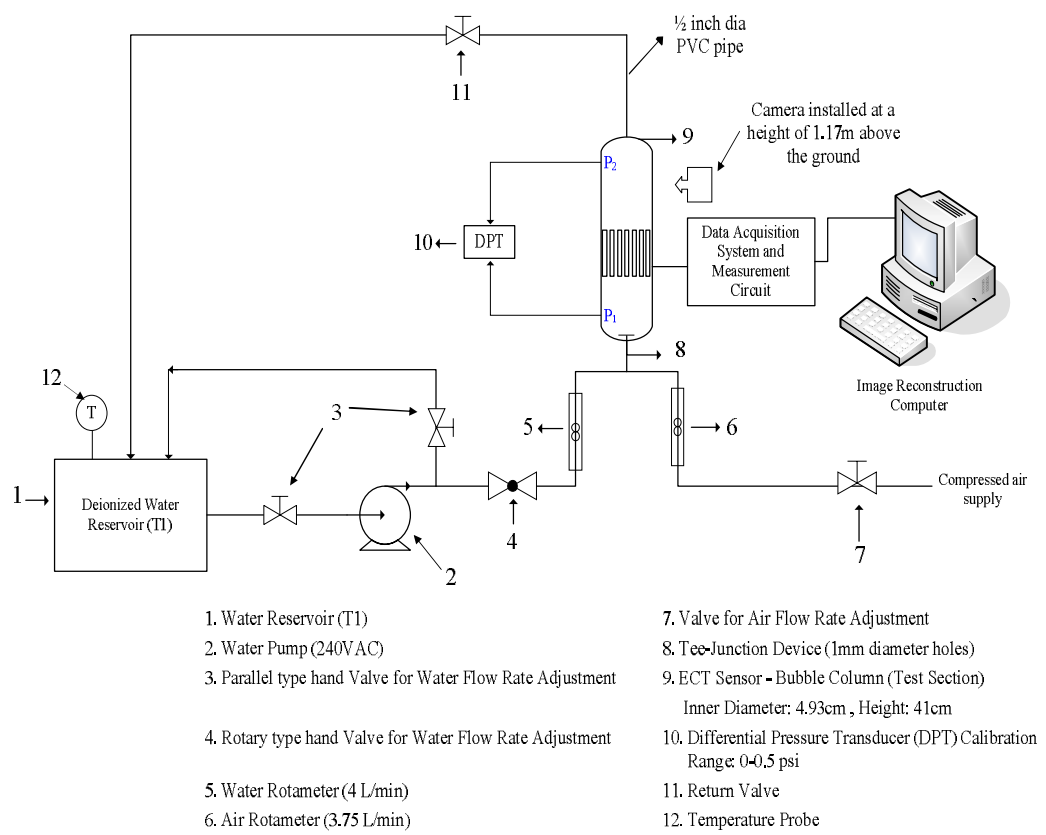 ½ inch dia
PVC pipe
11
Camera installed at a
height of 1.17m above
the ground
9
P2
10
DPT
Data Acquisition
System and
Measurement
Circuit
P1
8
Image Reconstruction
Computer
12
T
3
5
6
1
Deionized Water
Reservoir (T1)
Compressed air
supply
4
7
2
1. Water Reservoir (T1)
2. Water Pump (240VAC)
3. Parallel type hand Valve for Water Flow Rate Adjustment
4. Rotary type hand Valve for Water Flow Rate Adjustment
5. Water Rotameter (4 L/min)
6. Air Rotameter (3.75 L/min)
7. Valve for Air Flow Rate Adjustment
8. Tee-Junction Device (1mm diameter holes)
9. ECT Sensor - Bubble Column (Test Section)
Inner Diameter: 4.93cm , Height: 41cm
10. Differential Pressure Transducer (DPT) Calibration
Range: 0-0.5 psi
11. Return Valve
12. Temperature Probe